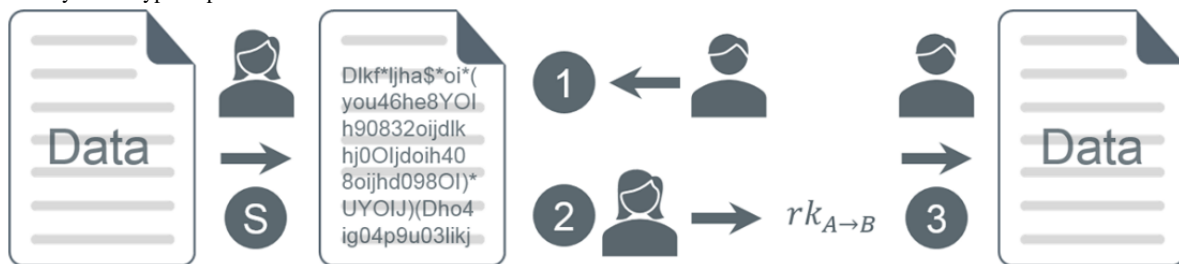 Data
S
Dlkf*ljha$*oi*(
you46he8YOI
h90832oijdlk
hj0OIjdoih40
8oijhd098OI)*
UYOIJ)(Dho4
ig04p9u03likj
1
2
rk_{A→B}
3
Data